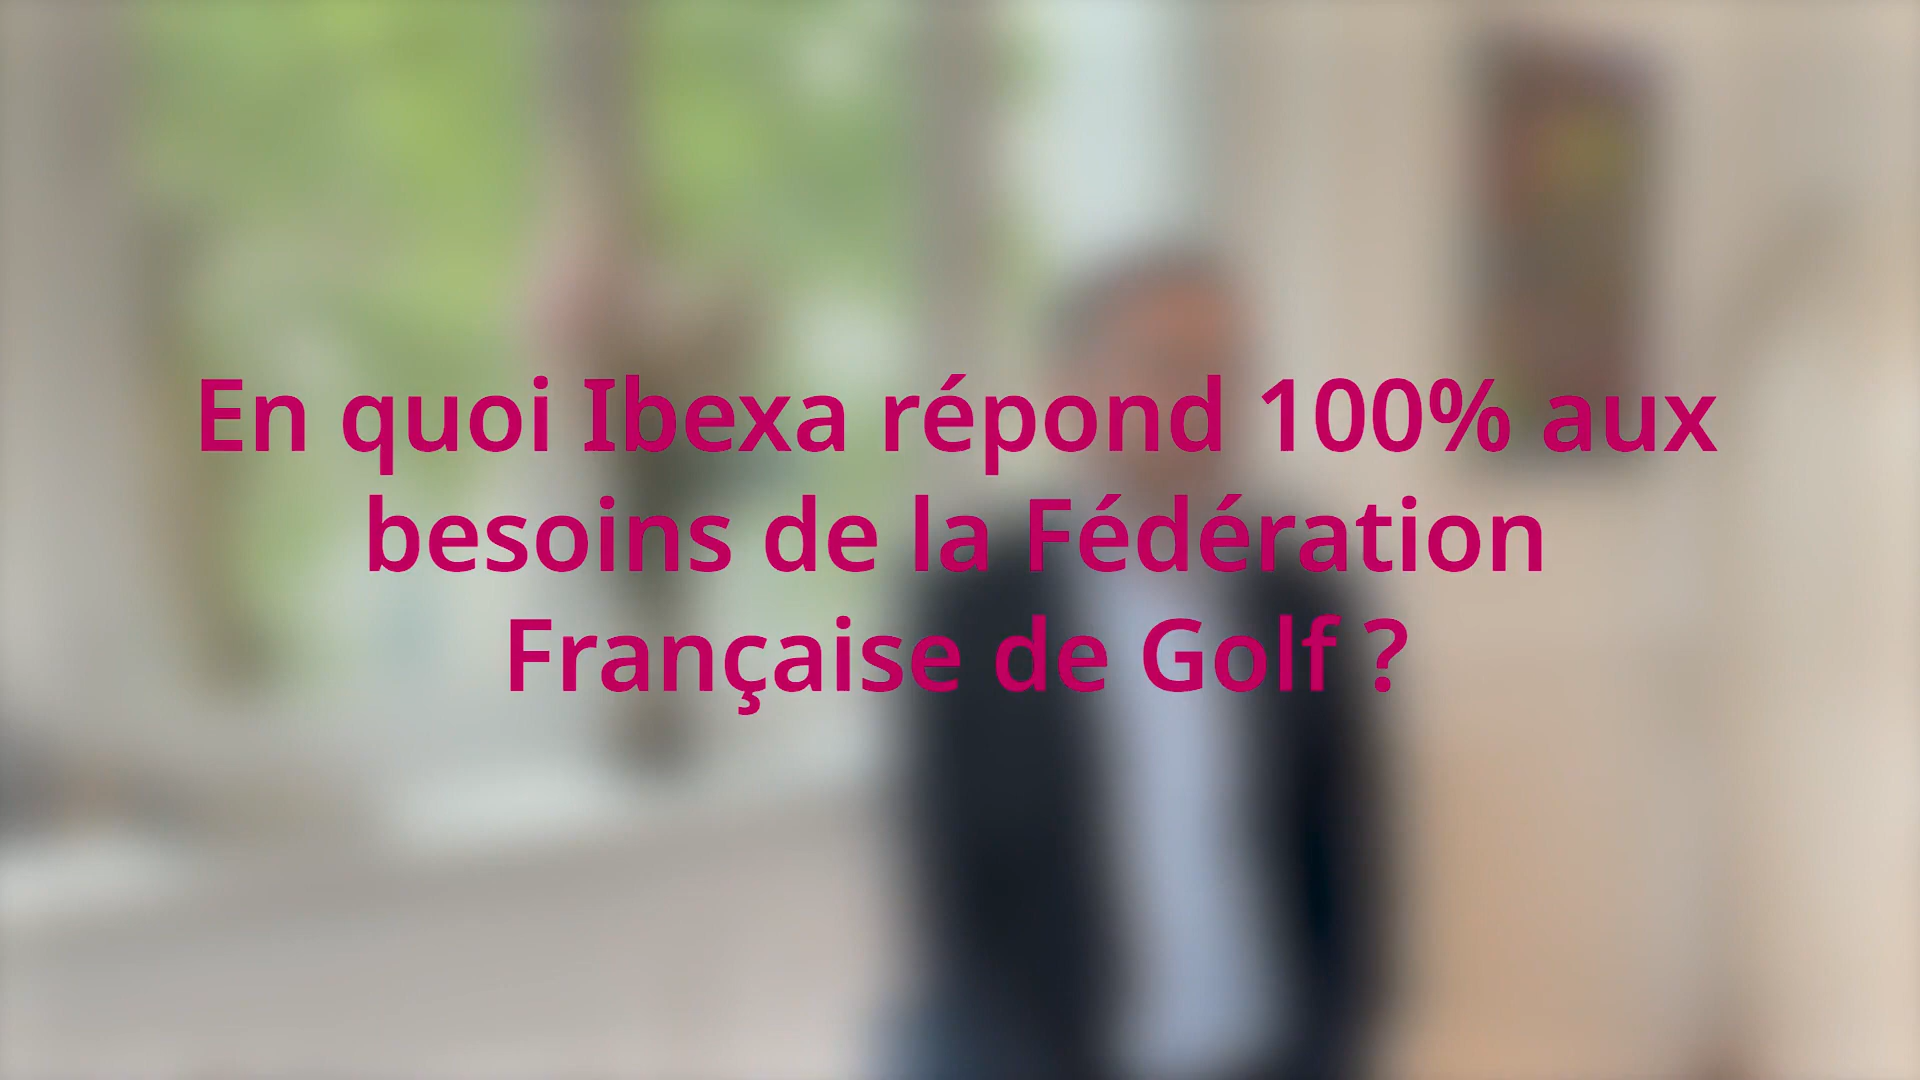 En quoi Ibexa répond 100% aux
besoins de la Fédération
Française de Golf ?